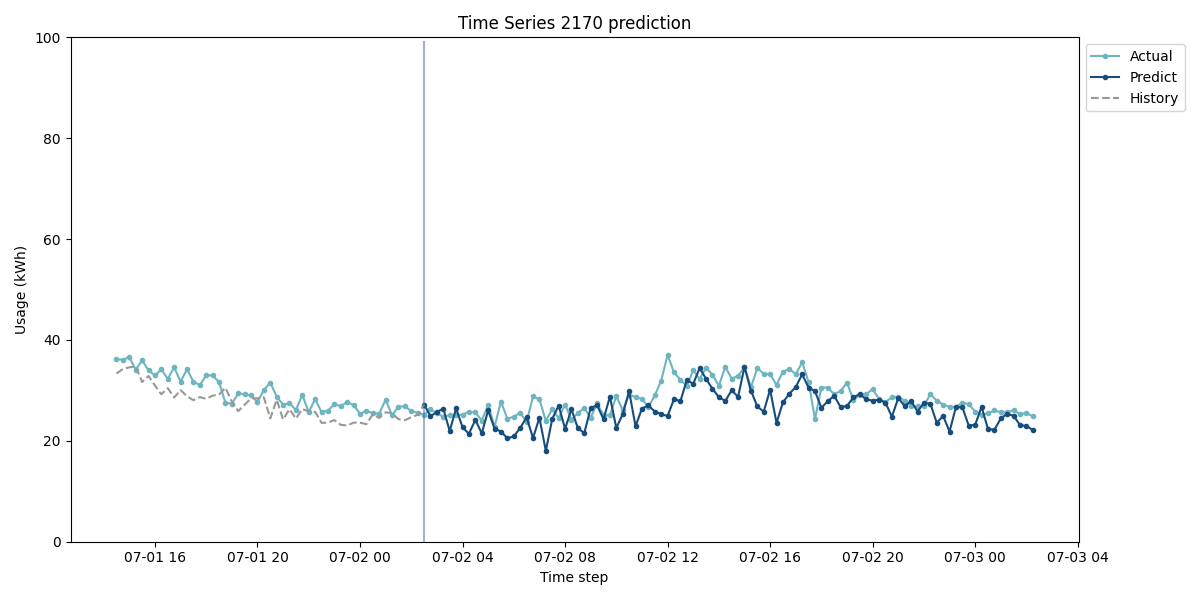 Time Series 2170 prediction
100
80
60
40
20
0
Usage (kWh)
07-01 16
07-01 20
07-02 00
07-02 04
07-02 08
07-02 12
07-02 16
07-02 20
07-03 00
07-03 04
Time step
Actual
Predict
History